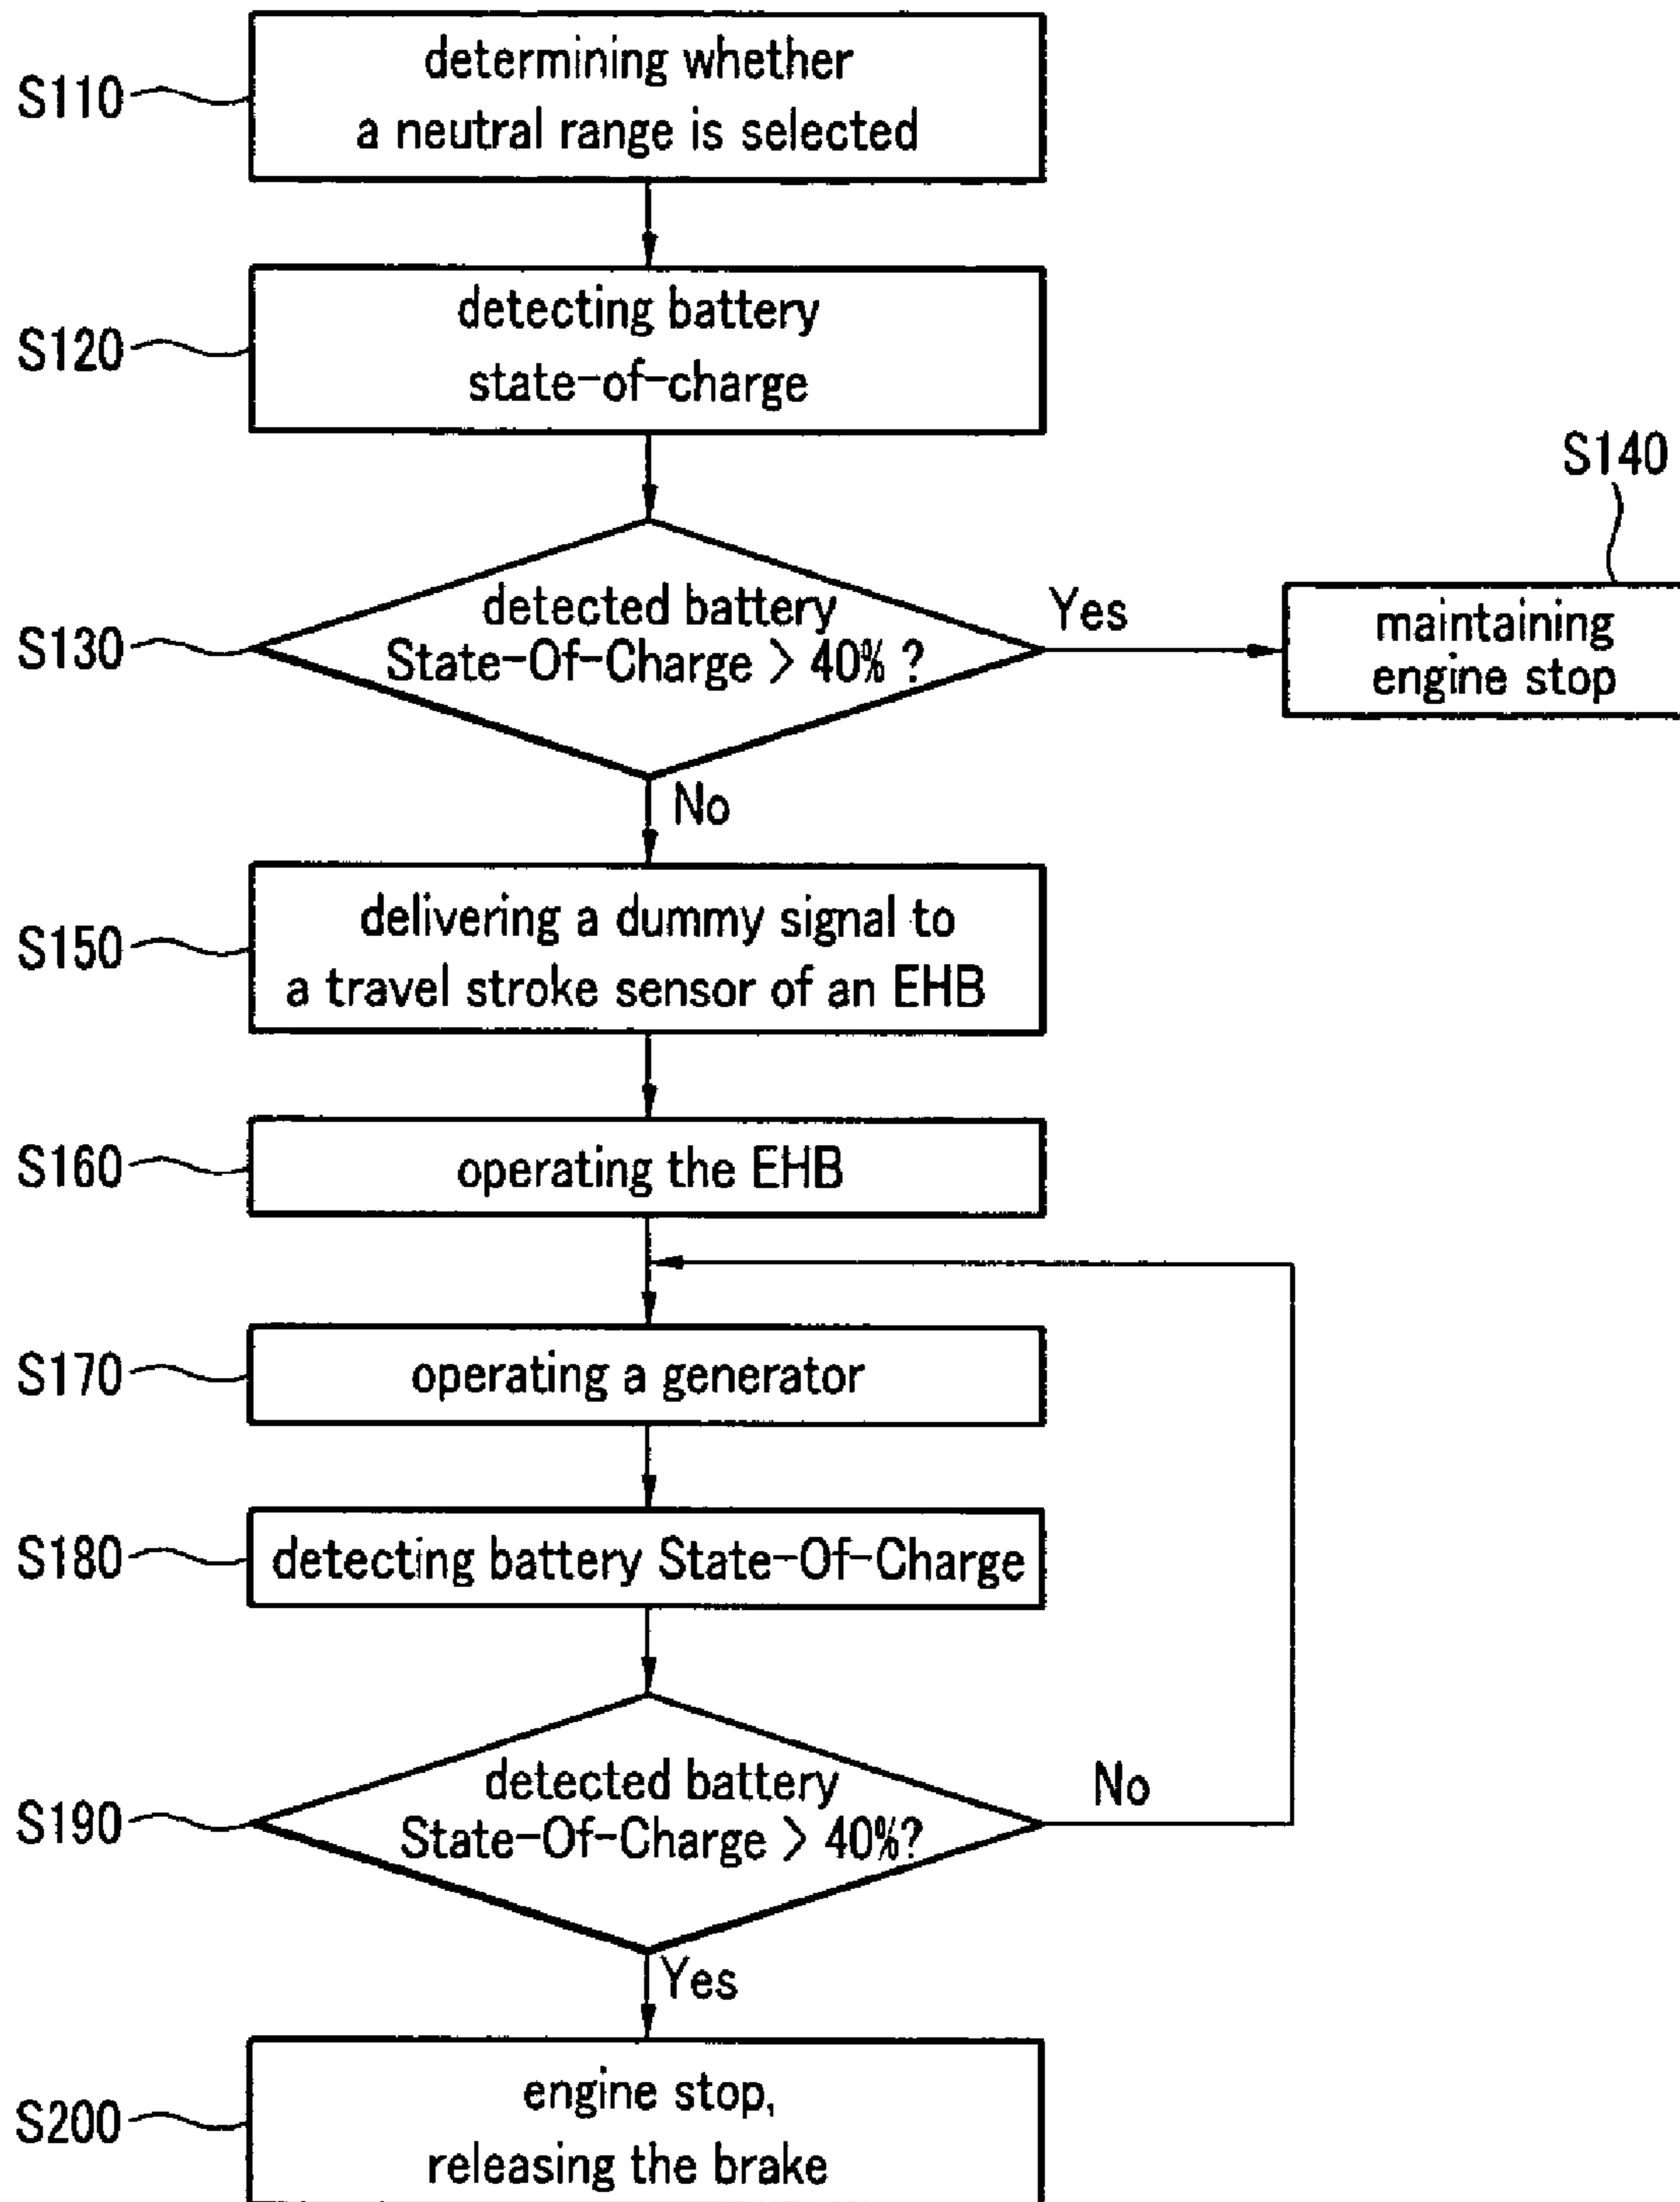 S110
determining whether
a neutral range is selected
S120
detecting battery
state-of-charge
S130
detected battery
State-Of-Charge > 40% ?
Yes
S140
maintaining
engine stop
No
S150
delivering a dummy signal to
a travel stroke sensor of an EHB
S160
operating the EHB
S170
operating a generator
S180
detecting battery State-Of-Charge
S190
detected battery
State-Of-Charge > 40%?
No
Yes
S200
engine stop,
releasing the brake